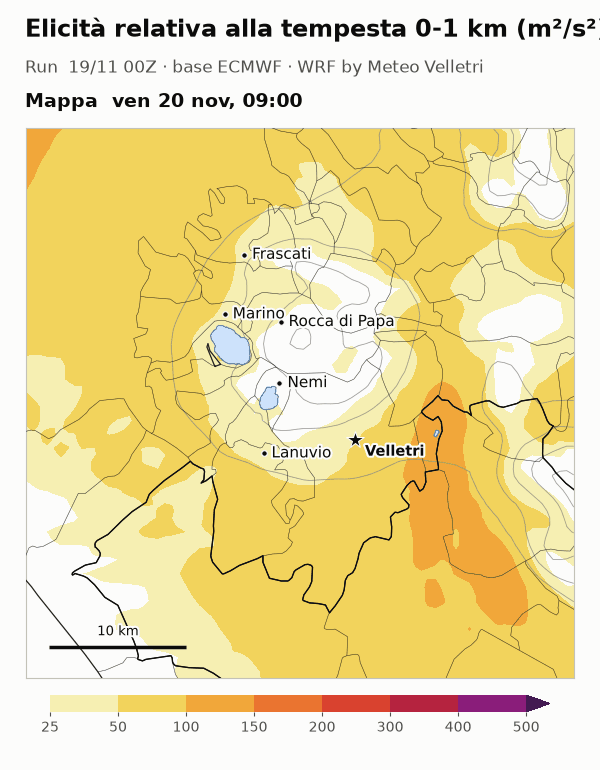 Elicità relativa alla tempesta 0-1 km (m²/s²)
Run  19/11 00Z · base ECMWF · WRF by Meteo Velletri
Mappa  ven 20 nov, 09:00
Frascati
Marino
Rocca di Papa
Nemi
Velletri
Lanuvio
10 km
25 50 100 150 200 300 400 500